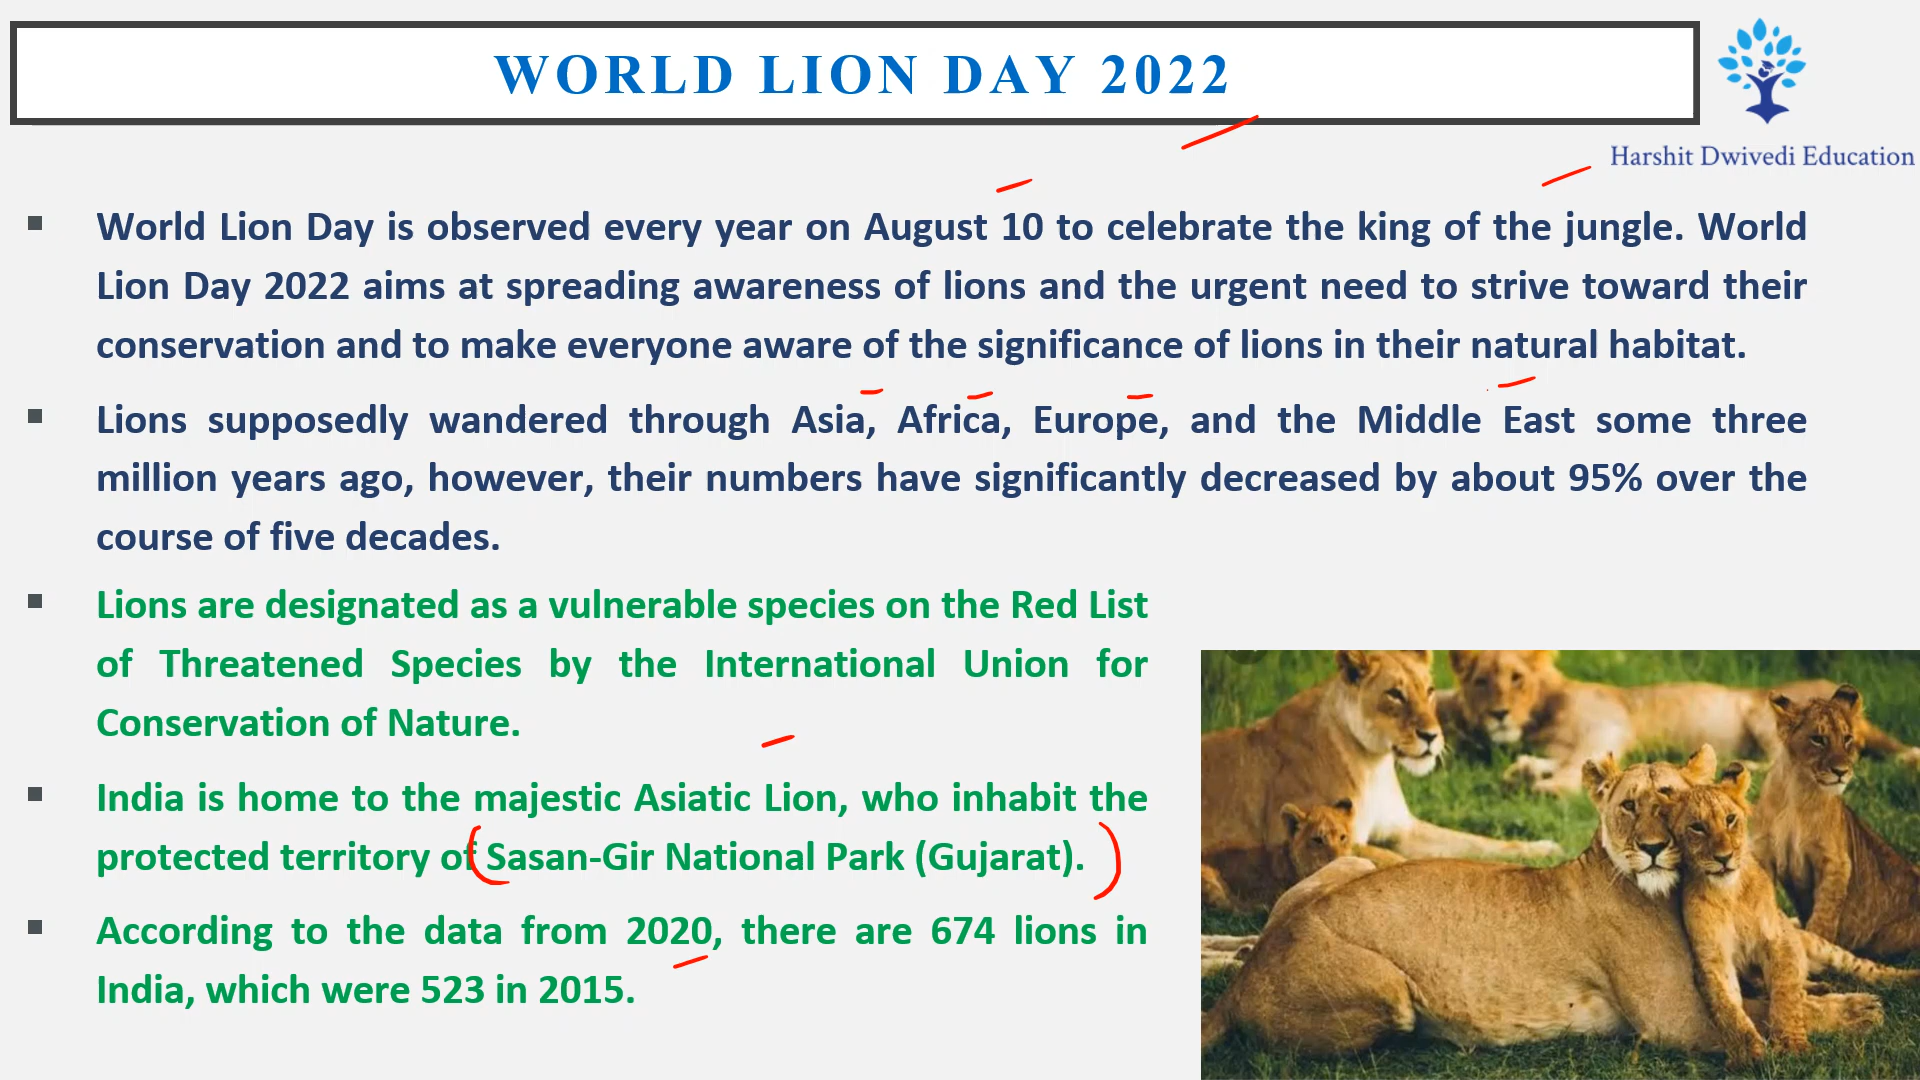 WORLD LION DAY 2022
Harshit Dwivedi Education
▪ World Lion Day is observed every year on August 10 to celebrate the king of the jungle. World
Lion Day 2022 aims at spreading awareness of lions and the urgent need to strive toward their
conservation and to make everyone aware of the significance of lions in their natural habitat.
▪ Lions supposedly wandered through Asia, Africa, Europe, and the Middle East some three
million years ago, however, their numbers have significantly decreased by about 95% over the
course of five decades.
▪ Lions are designated as a vulnerable species on the Red List
of Threatened Species by the International Union for
Conservation of Nature.
▪ India is home to the majestic Asiatic Lion, who inhabit the
protected territory of Sasan-Gir National Park (Gujarat).
▪ According to the data from 2020, there are 674 lions in
India, which were 523 in 2015.